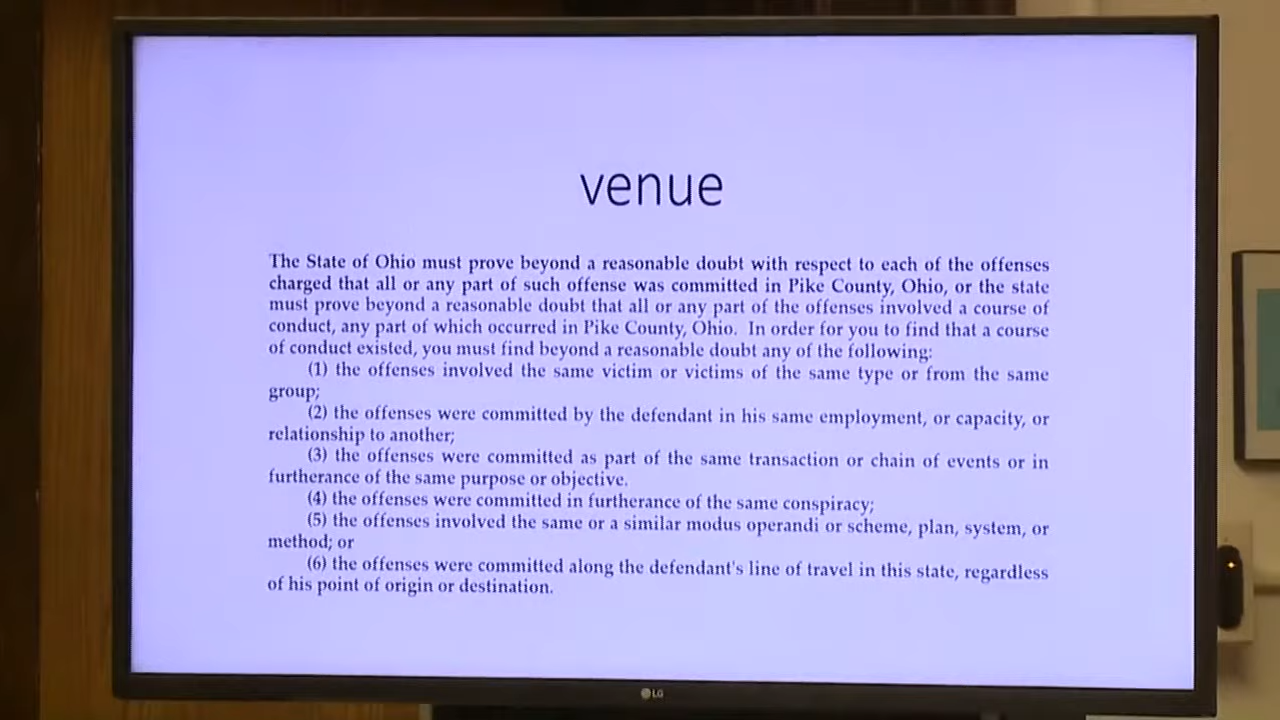 venue
The State of Ohio must prove beyond a reasonable doubt with respect to each of the offenses
charged that all or any part of such offense was committed in Pike County, Ohio, or the state
must prove beyond a reasonable doubt that all or any part of the offenses involved a course of
conduct, any part of which occurred in Pike County, Ohio. In order for you to find that a course
of conduct existed, you must find beyond a reasonable doubt any of the following:
(1) the offenses involved the same victim or victims of the same type or from the same
group;
(2) the offenses were committed by the defendant in his same employment, or capacity, or
relationship to another;
(3) the offenses were committed as part of the same transaction or chain of events or in
furtherance of the same purpose or objective.
(4) the offenses were committed in furtherance of the same conspiracy;
(5) the offenses involved the same or a similar modus operandi or scheme, plan, system, or
method; or
(6) the offenses were committed along the defendant's line of travel in this state, regardless
of his point of origin or destination.
LG